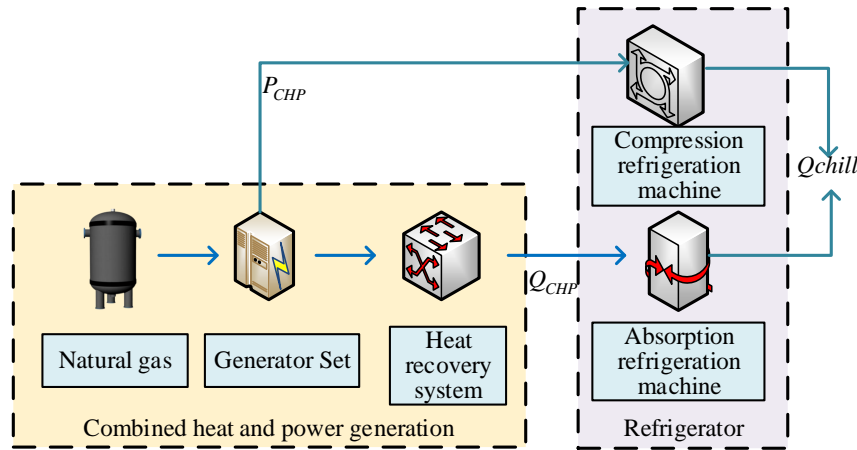 P_CHP
Compression
refrigeration
machine
Qchill
Q_CHP
Natural gas
Generator Set
Heat
recovery
system
Absorption
refrigeration
machine
Combined heat and power generation
Refrigerator